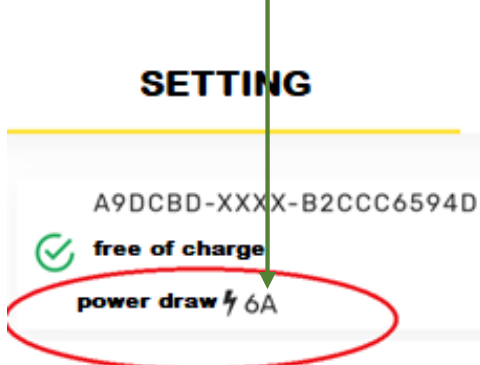 SETTING
A9DCBD-XXXX-B2CCC6594D
free of charge
power draw 6A